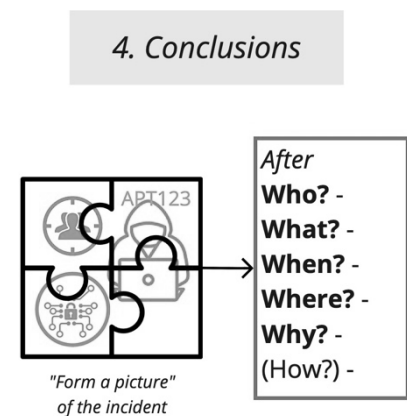 4. Conclusions
APT123
"Form a picture"
of the incident
After
Who? -
What? -
When? -
Where? -
Why? -
(How?) -